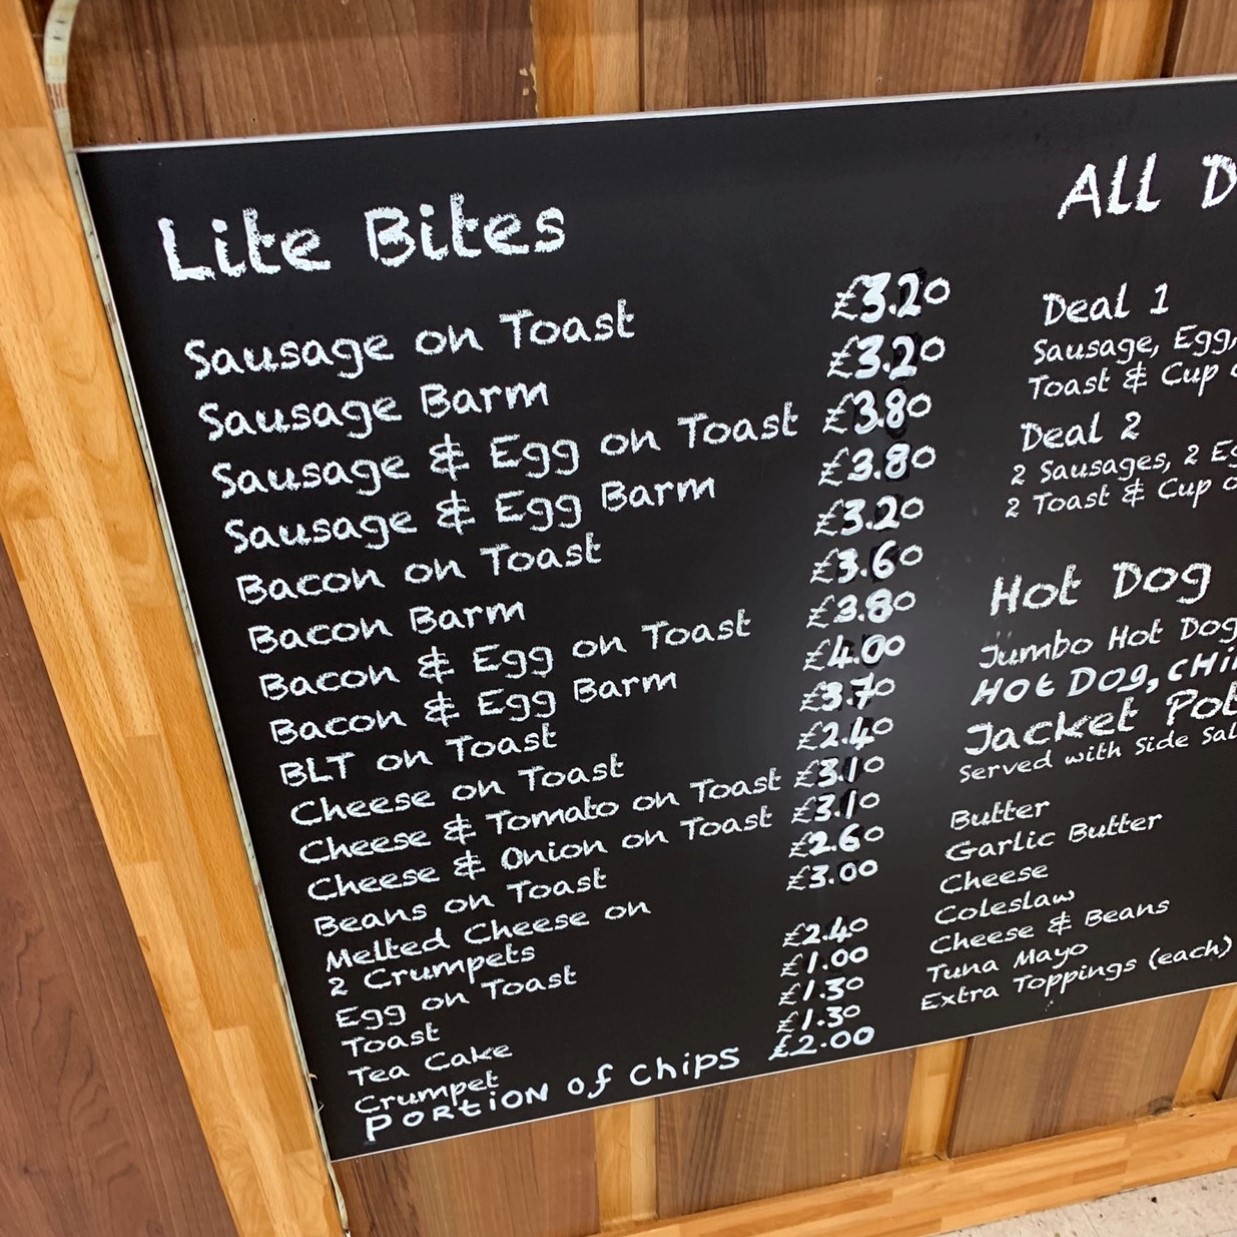 Lite Bites
Sausage on Toast £3.20
Sausage Barm £3.20
Sausage & Egg on Toast £3.80
Sausage & Egg Barm £3.80
Bacon on Toast £3.20
Bacon Barm £3.60
Bacon & Egg on Toast £3.80
Bacon & Egg Barm £4.00
BLT on Toast £3.70
Cheese on Toast £2.40
Cheese & Tomato on Toast £3.10
Cheese & Onion on Toast £3.10
Beans on Toast £2.60
Melted Cheese on £3.00
2 Crumpets
Egg on Toast £2.40
Toast £1.00
Tea Cake £1.30
Crumpet £1.30
PORTiON of CHiPS £2.00
ALL D
Deal 1
Sausage, Egg,
Toast & Cup
Deal 2
2 Sausages, 2 Eg
2 Toast & Cup
Hot Dog
Jumbo Hot Dog
HOt DOg, CHi
Jacket Pot
Served with Side Sal
Butter
Garlic Butter
Cheese
Coleslaw
Cheese & Beans
Tuna Mayo
Extra Toppings (each)